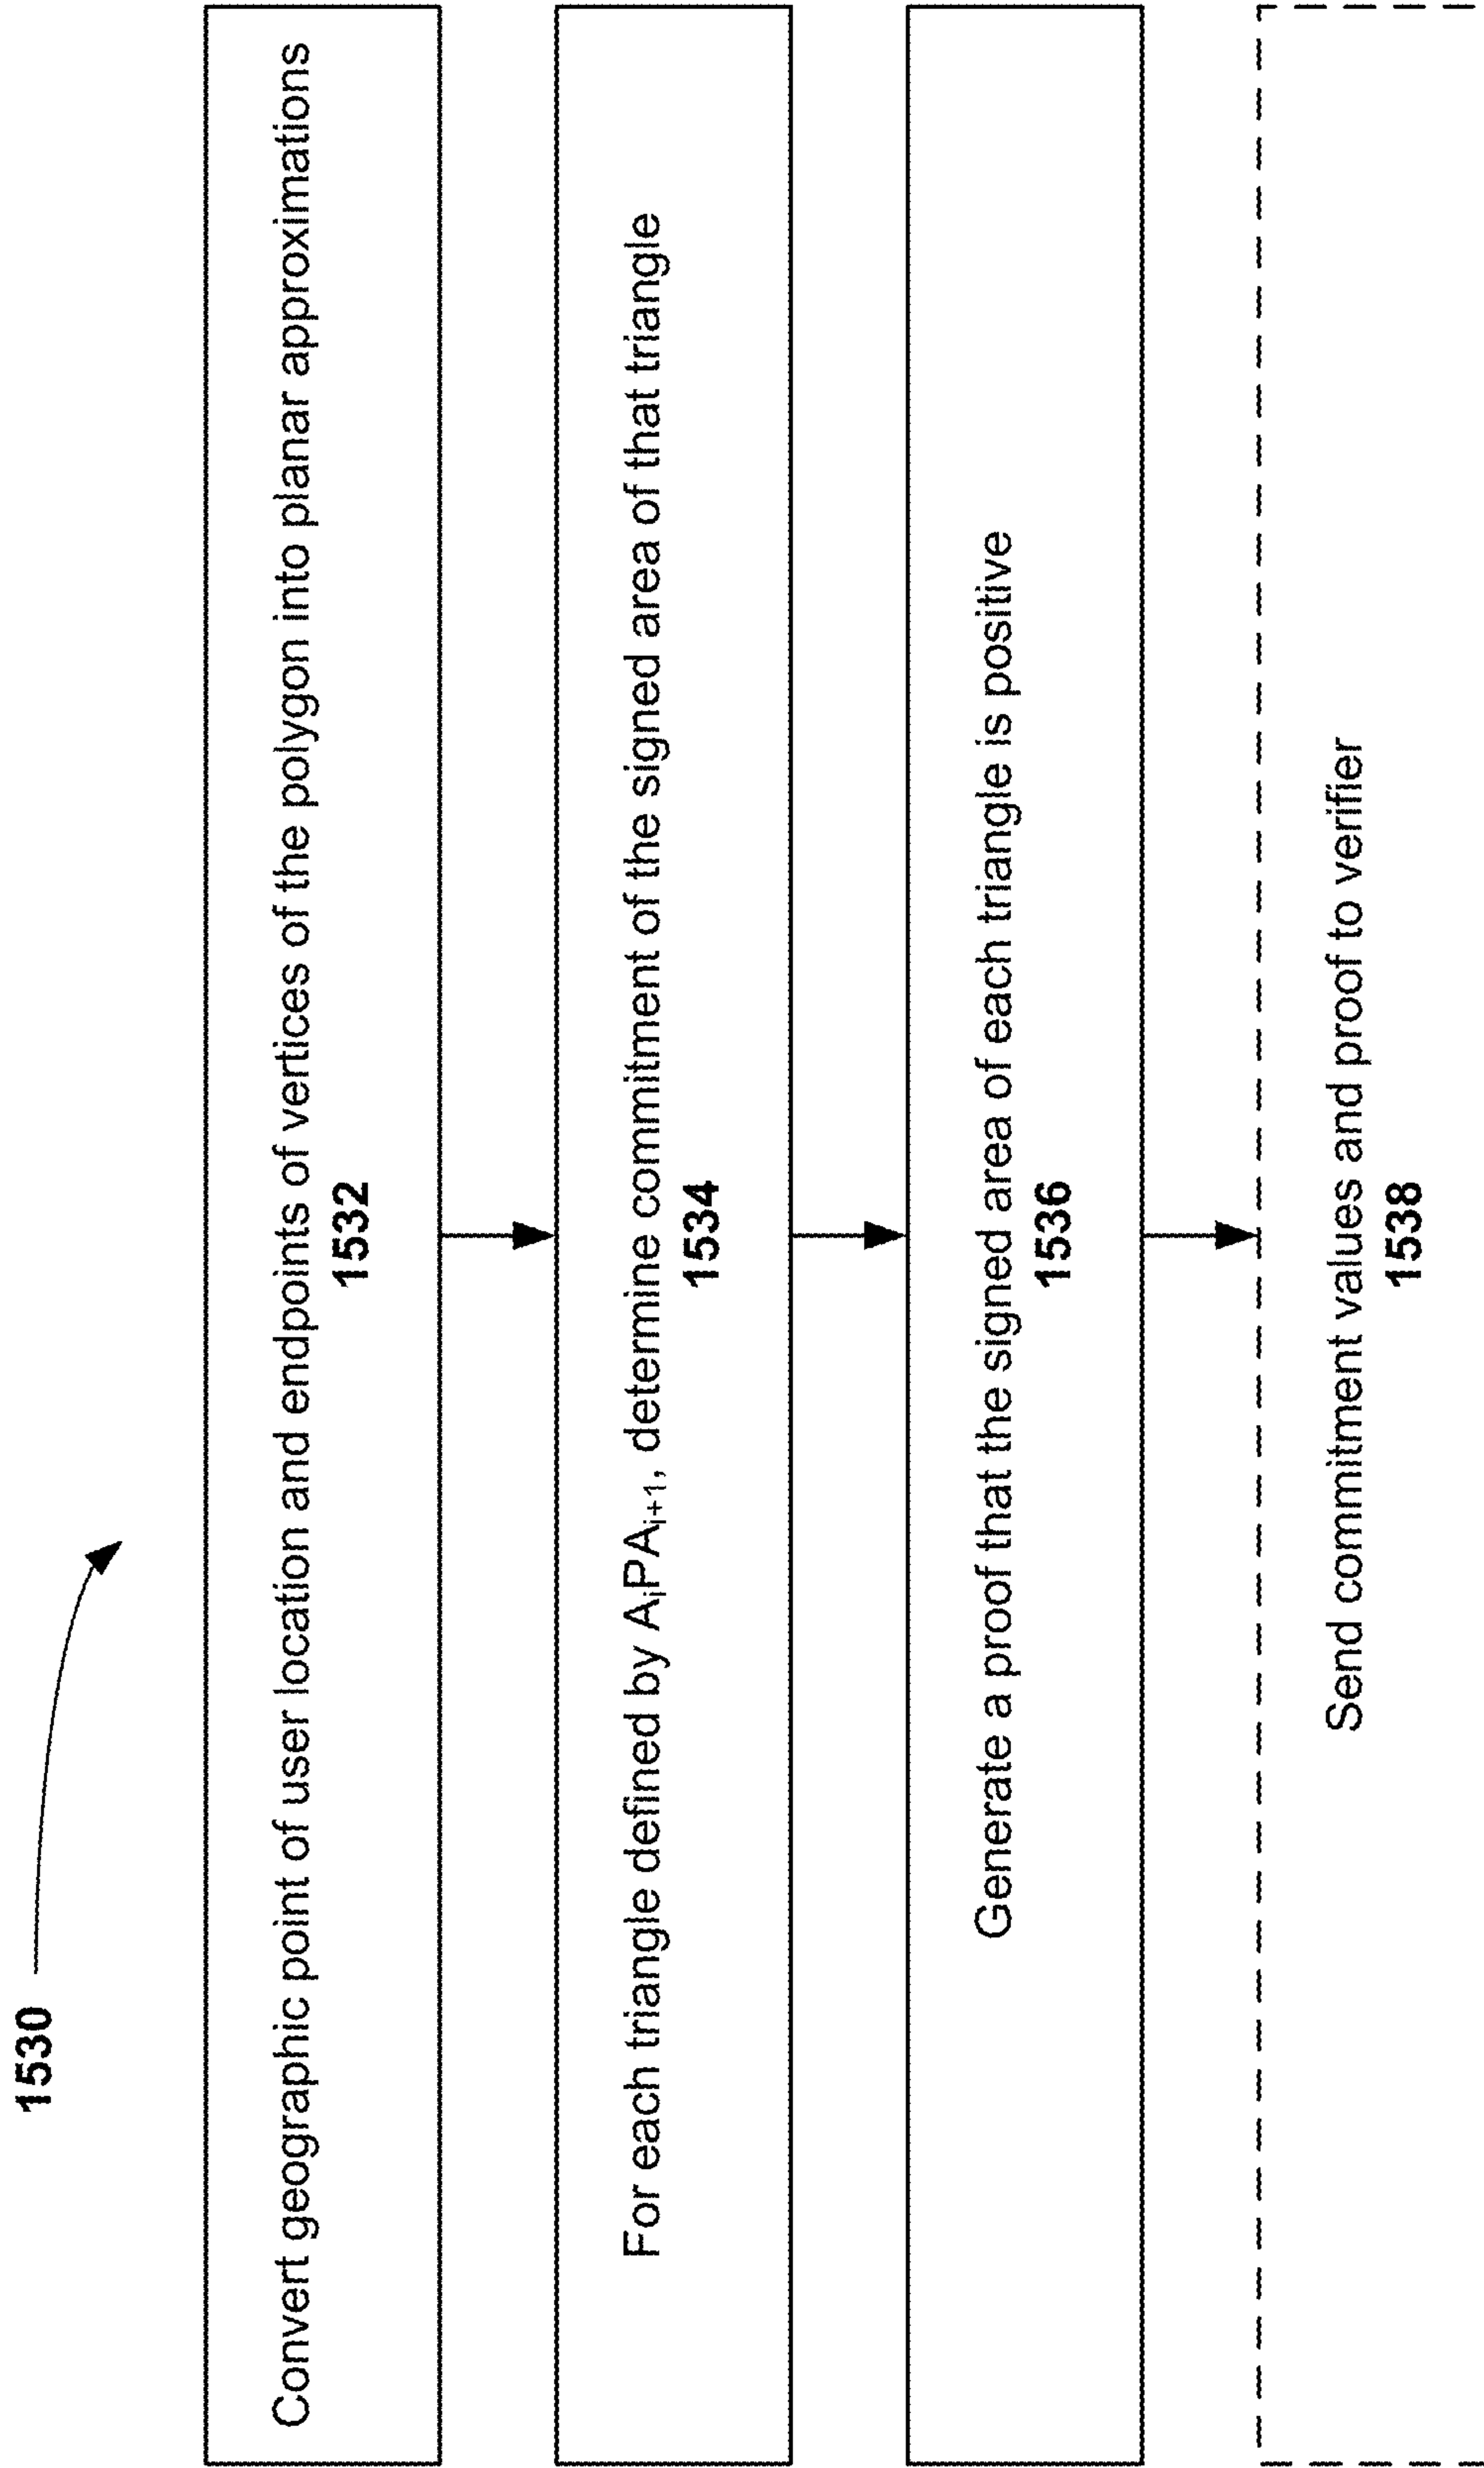 1530
Convert geographic point of user location and endpoints of vertices of the polygon into planar approximations
1532
For each triangle defined by AᵢPAᵢ₊₁, determine commitment of the signed area of that triangle
1534
Generate a proof that the signed area of each triangle is positive
1536
Send commitment values and proof to verifier
1538